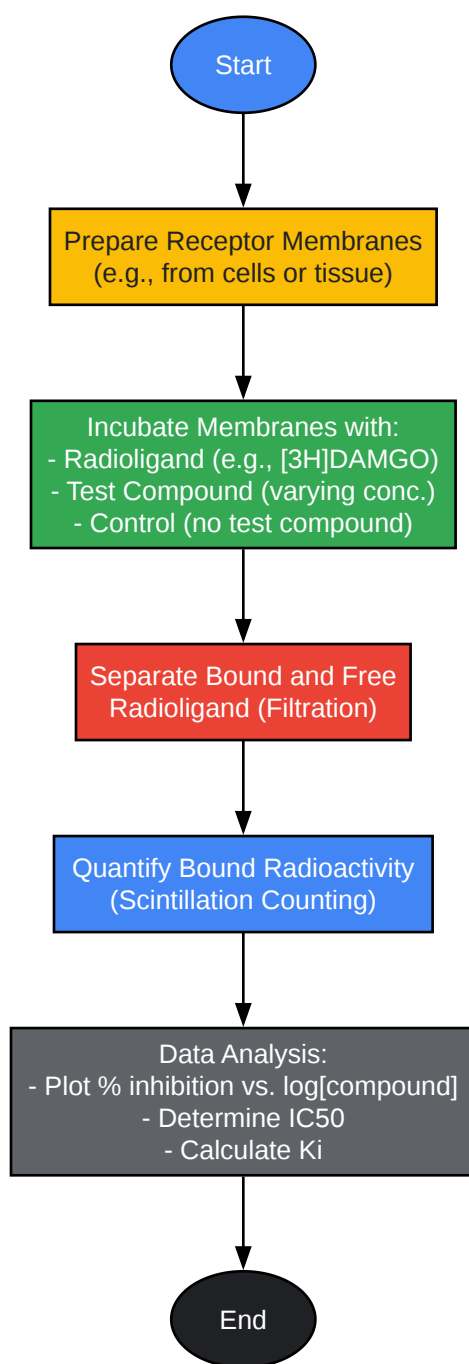 Start
Prepare Receptor Membranes
(e.g., from cells or tissue)
Incubate Membranes with:
- Radioligand (e.g., [3H]DAMGO)
- Test Compound (varying conc.)
- Control (no test compound)
Separate Bound and Free
Radioligand (Filtration)
Quantify Bound Radioactivity
(Scintillation Counting)
Data Analysis:
- Plot % inhibition vs. log[compound]
- Determine IC50
- Calculate Ki
End